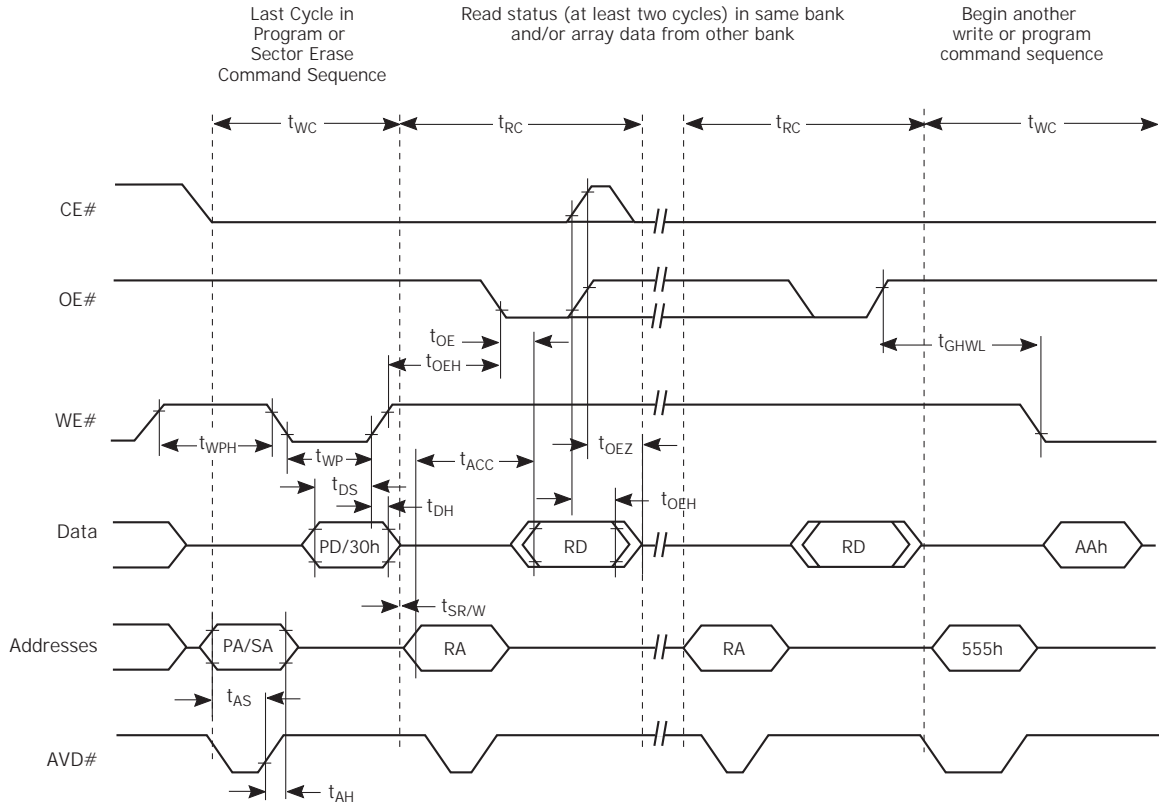 Last Cycle in
Program or
Sector Erase
Command Sequence
Read status (at least two cycles) in same bank
and/or array data from other bank
Begin another
write or program
command sequence
tWC
tRC
tRC
tWC
CE#
OE#
tOE
tOEH
tGHWL
WE#
tWPH
tWP
tACC
tOEZ
tDS
tDH
tOEH
Data
PD/30h
RD
RD
AAh
tSR/W
Addresses
PA/SA
RA
RA
555h
tAS
AVD#
tAH